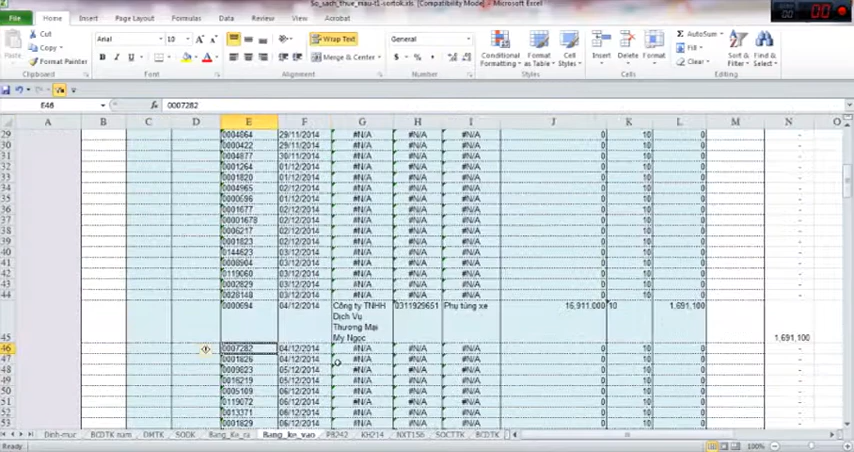 So_sach_thue_mau-t1-sortok.xls. [Compatibility Mode] - Microsoft Excel
File Home Insert Page Layout Formulas Data Review View Acrobat
Cut
Copy
Format Painter
Clipboard
Arial 10
B I U
Font
Wrap Text
Merge & Center
Alignment
General
$ % ,
Number
Conditional Formatting
Format as Table
Cell Styles
Styles
Insert Delete Format
Cells
AutoSum
Fill
Clear
Sort & Filter
Find & Select
Editing
E46 fx 0007282
A B C D E F G H I J K L M N O
29 0004864 29/11/2014 #N/A #N/A #N/A 0 10 0 -
30 0000422 29/11/2014 #N/A #N/A #N/A 0 10 0 -
31 0004877 30/11/2014 #N/A #N/A #N/A 0 10 0 -
32 0001264 01/12/2014 #N/A #N/A #N/A 0 10 0 -
33 0001820 01/12/2014 #N/A #N/A #N/A 0 10 0 -
34 0004965 02/12/2014 #N/A #N/A #N/A 0 10 0 -
35 02/12/2014 #N/A #N/A #N/A 0 10 0 -
36 0001677 02/12/2014 #N/A #N/A #N/A 0 10 0 -
37 00001678 02/12/2014 #N/A #N/A #N/A 0 10 0 -
38 0006217 02/12/2014 #N/A #N/A #N/A 0 10 0 -
39 0001823 02/12/2014 #N/A #N/A #N/A 0 10 0 -
40 0144623 03/12/2014 #N/A #N/A #N/A 0 10 0 -
41 0008904 03/12/2014 #N/A #N/A #N/A 0 10 0 -
42 0119060 03/12/2014 #N/A #N/A #N/A 0 10 0 -
43 0002829 03/12/2014 #N/A #N/A #N/A 0 10 0 -
44 0028148 03/12/2014 #N/A #N/A #N/A 0 10 0 -
0000694 04/12/2014 Công ty TNHH 0311929651 Phụ tùng xe 16,911,000 10 1,691,100
Dịch Vụ
Thương Mại
45 Mỹ Ngọc 1,691,100
46 0007282 04/12/2014 #N/A #N/A #N/A 0 10 0 -
47 0001826 04/12/2014 #N/A #N/A #N/A 0 10 0 -
48 0009823 05/12/2014 #N/A #N/A #N/A 0 10 0 -
49 0018219 05/12/2014 #N/A #N/A #N/A 0 10 0 -
50 0005109 06/12/2014 #N/A #N/A #N/A 0 10 0 -
51 0119072 06/12/2014 #N/A #N/A #N/A 0 10 0 -
52 0013371 06/12/2014 #N/A #N/A #N/A 0 10 0 -
53 0001829 06/12/2014 #N/A #N/A #N/A 0 10 0 -
Dinh-muc BCDTK nam DMTK SODK Bang_Ke_ra Bang_ke_vao PB242 KH214 NXT156 SOCTTK BCDTK
Ready 100%